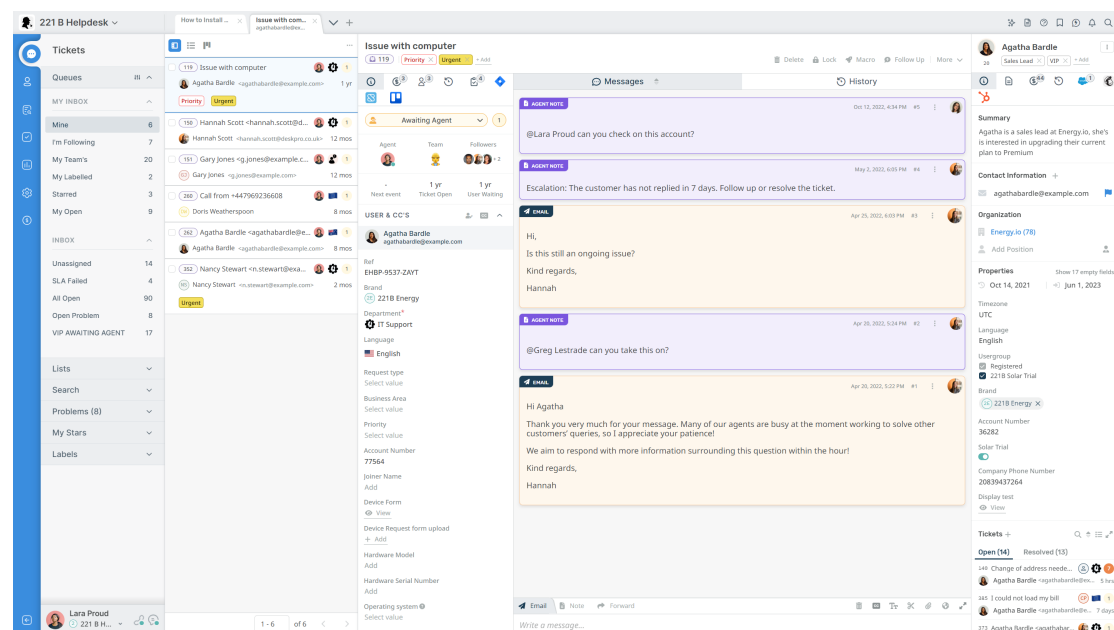 221 B Helpdesk
How to Install ...
Issue with com...
agathabardle@ex...
Tickets
Queues
MY INBOX
Mine 6
I'm Following 7
My Team's 20
My Labelled 2
Starred 3
My Open 9
INBOX
Unassigned 14
SLA Failed 4
All Open 90
Open Problem 8
VIP AWAITING AGENT 17
Lists
Search
Problems (8)
My Stars
Labels
Lara Proud
221 B H...
119 Issue with computer 1
Agatha Bardle <agathabardle@example.com> 1 yr
Priority Urgent
150 Hannah Scott <hannah.scott@d... 1
Hannah Scott <hannah.scott@deskpro.co.uk> 12 mos
151 Gary Jones <g.jones@example.c... 1
Gary Jones <g.jones@example.com> 12 mos
260 Call from +447969236608 1
Doris Weatherspoon 8 mos
262 Agatha Bardle <agathabardle@e... 1
Agatha Bardle <agathabardle@example.com> 8 mos
352 Nancy Stewart <n.stewart@exa... 1
NS Nancy Stewart <n.stewart@example.com> 2 mos
Urgent
1 - 6 of 6
Issue with computer
119 Priority Urgent + Add
Delete Lock Macro Follow Up More
3 3 4
Awaiting Agent 1
Agent Team Followers
+ 2
- 1 yr 1 yr
Next event Ticket Open User Waiting
USER & CC'S
Agatha Bardle
agathabardle@example.com
Ref
EHBP-9537-ZAYT
Brand
221B Energy
Department*
IT Support
Language
English
Request type
Select value
Business Area
Select value
Priority
Select value
Account Number
77564
Joiner Name
Add
Device Form
View
Device Request form upload
+ Add
Hardware Model
Add
Hardware Serial Number
Add
Operating system
Select value
Messages
History
AGENT NOTE
Oct 12, 2022, 4:34 PM #5
@Lara Proud can you check on this account?
AGENT NOTE
May 2, 2022, 6:05 PM #4
Escalation: The customer has not replied in 7 days. Follow up or resolve the ticket.
EMAIL
Apr 25, 2022, 6:03 PM #3
Hi,
Is this still an ongoing issue?
Kind regards,
Hannah
AGENT NOTE
Apr 20, 2022, 5:24 PM #2
@Greg Lestrade can you take this on?
EMAIL
Apr 20, 2022, 5:22 PM #1
Hi Agatha
Thank you very much for your message. Many of our agents are busy at the moment working to solve other
customers' queries, so I appreciate your patience!
We aim to respond with more information surrounding this question within the hour!
Kind regards,
Hannah
Email Note Forward
Write a message...
Agatha Bardle
Sales Lead VIP + Add
Summary
Agatha is a sales lead at Energy.io, she's
is interested in upgrading their current
plan to Premium
Contact Information
agathabardle@example.com
Organization
Energy.io (78)
Add Position
Properties Show 17 empty fields
Oct 14, 2021 Jun 1, 2023
Timezone
UTC
Language
English
Usergroup
Registered
221B Solar Trial
Brand
221B Energy
Account Number
36282
Solar Trial
Company Phone Number
20839437264
Display test
View
Tickets
Open (14) Resolved (13)
Change of address neede...
Agatha Bardle <agathabardle@ex... 5 hrs
I could not load my bill CP 1
Agatha Bardle <agathabardle@e... 7 days
Agatha Bardle <agathabar... 1